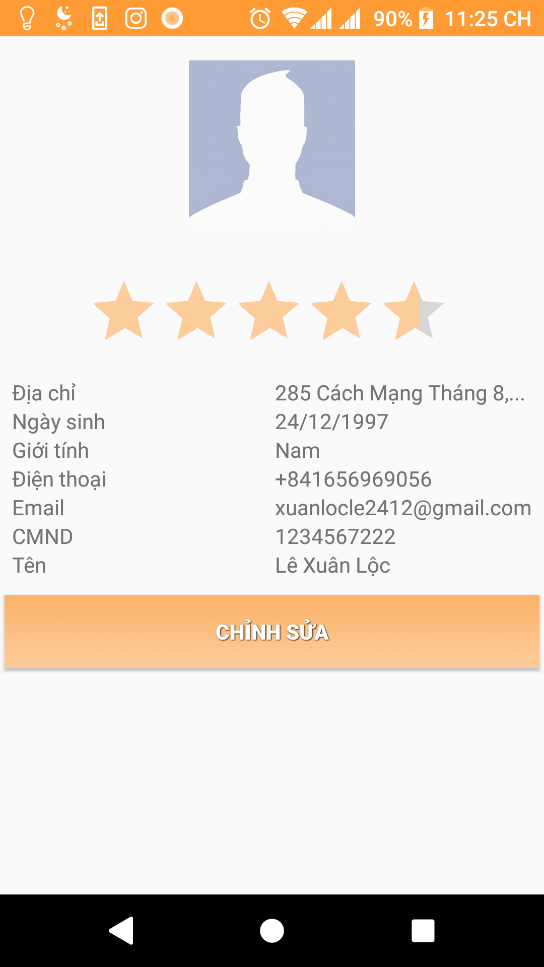 90% 11:25 CH
Địa chỉ 285 Cách Mạng Tháng 8,...
Ngày sinh 24/12/1997
Giới tính Nam
Điện thoại +841656969056
Email xuanlocle2412@gmail.com
CMND 1234567222
Tên Lê Xuân Lộc
CHỈNH SỬA